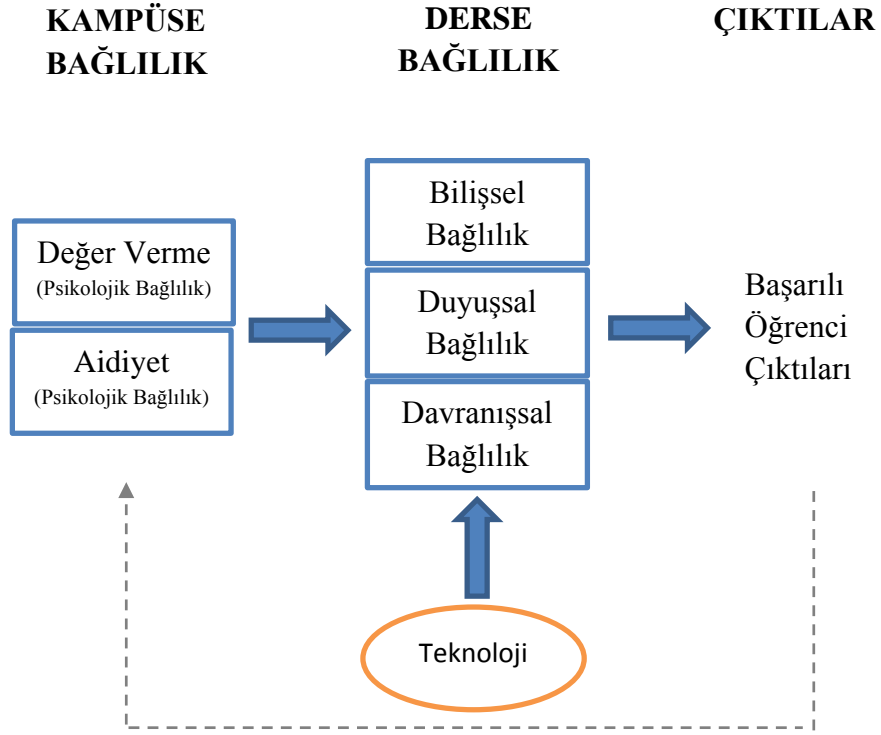 KAMPÜSE
BAĞLILIK
DERSE
BAĞLILIK
ÇIKTILAR
Değer Verme
(Psikolojik Bağlılık)
Aidiyet
(Psikolojik Bağlılık)
Bilişsel
Bağlılık
Duyuşsal
Bağlılık
Davranışsal
Bağlılık
Başarılı
Öğrenci
Çıktıları
Teknoloji